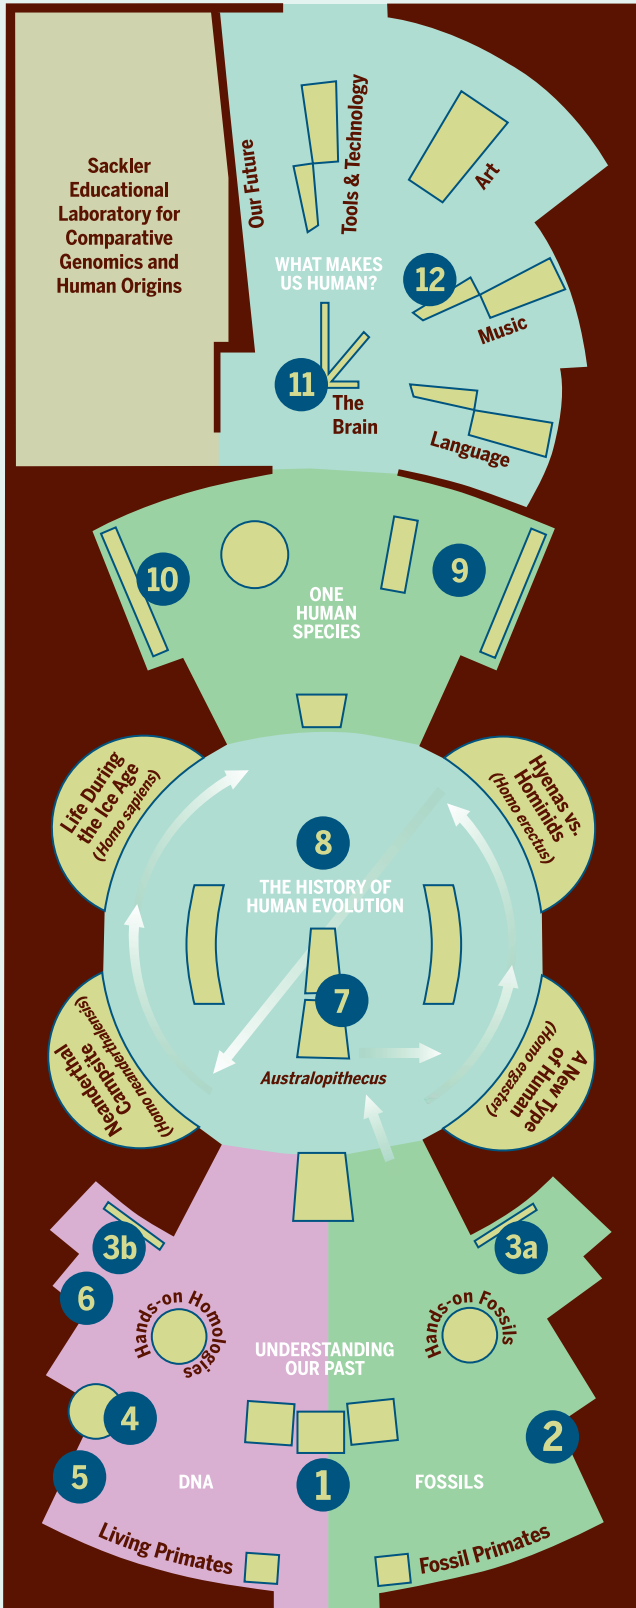 Sackler
Educational
Laboratory for
Comparative
Genomics and
Human Origins
Our Future
Tools & Technology
Art
WHAT MAKES
US HUMAN?
12
Music
11
The
Brain
Language
10
9
ONE
HUMAN
SPECIES
Life During
the Ice Age
(Homo sapiens)
Hyenas vs.
Hominids
(Homo erectus)
8
THE HISTORY OF
HUMAN EVOLUTION
7
Australopithecus
Neanderthal
Campsite
(Homo neanderthalensis)
A New Type
of Human
(Homo ergaster)
3b
3a
6
Hands-on Homologies
Hands-on Fossils
UNDERSTANDING
OUR PAST
4
2
5
DNA
1
FOSSILS
Living Primates
Fossil Primates